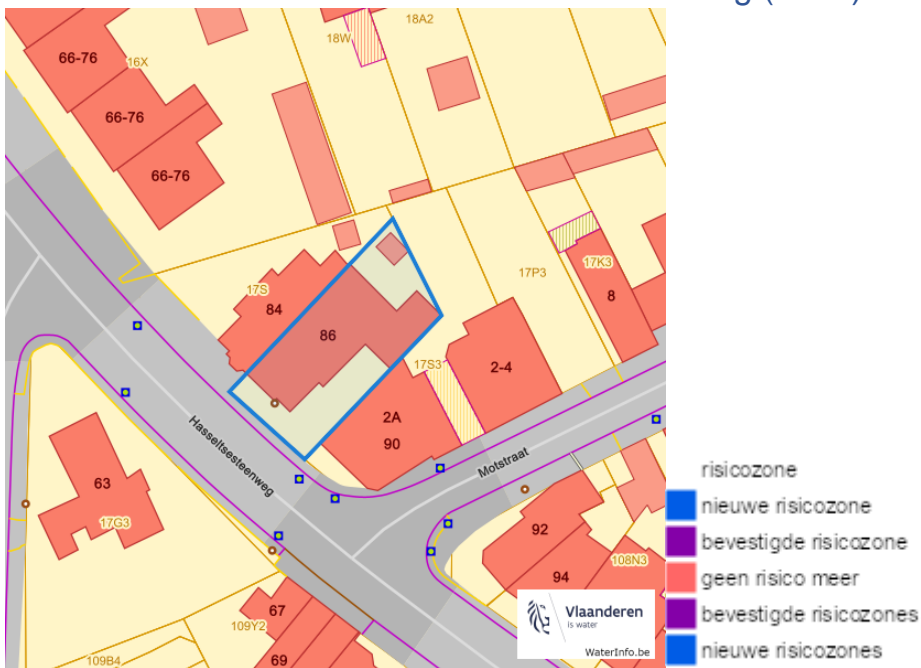 18A2
18W
66-76
16X
66-76
66-76
17P3
17K3
17S
84
8
86
17S3
2-4
2A
90
Hasseltsesteenweg
Motstraat
63
17G3
92
94
108N3
67
109Y2
69
109B4
Vlaanderen
is water
WaterInfo.be
risicozone
nieuwe risicozone
bevestigde risicozone
geen risico meer
bevestigde risicozones
nieuwe risicozones